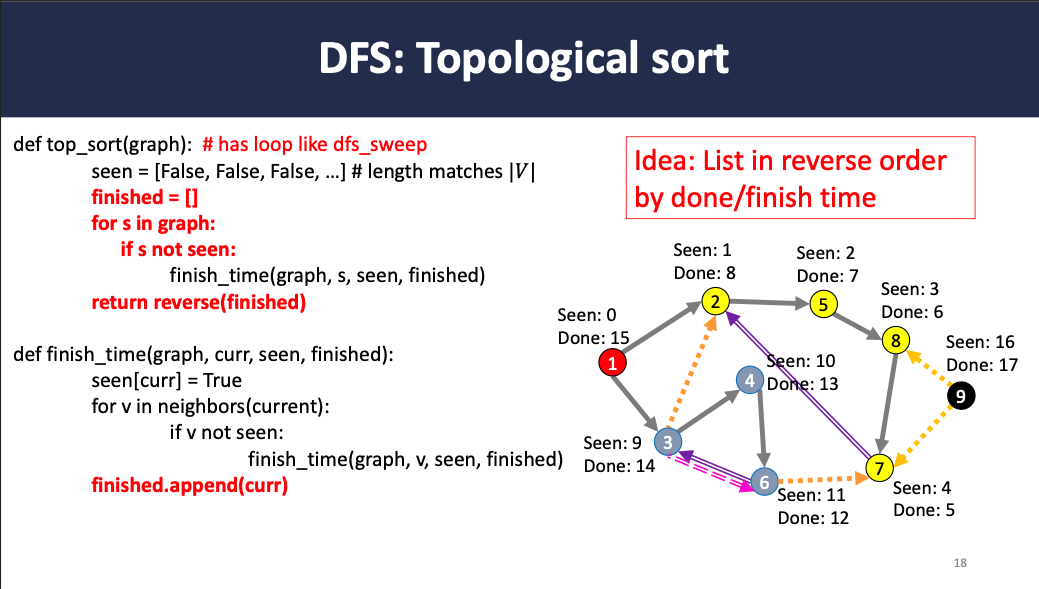 DFS: Topological sort
def top_sort(graph):  # has loop like dfs_sweep
seen = [False, False, False, …] # length matches |V|
finished = []
for s in graph:
if s not seen:
finish_time(graph, s, seen, finished)
return reverse(finished)
def finish_time(graph, curr, seen, finished):
seen[curr] = True
for v in neighbors(current):
if v not seen:
finish_time(graph, v, seen, finished)
finished.append(curr)
Idea: List in reverse order
by done/finish time
Seen: 1
Done: 8
2
Seen: 2
Done: 7
5
Seen: 3
Done: 6
8
Seen: 0
Done: 15
1
Seen: 10
Done: 13
4
Seen: 16
Done: 17
9
Seen: 9
Done: 14
3
6
Seen: 11
Done: 12
7
Seen: 4
Done: 5
18